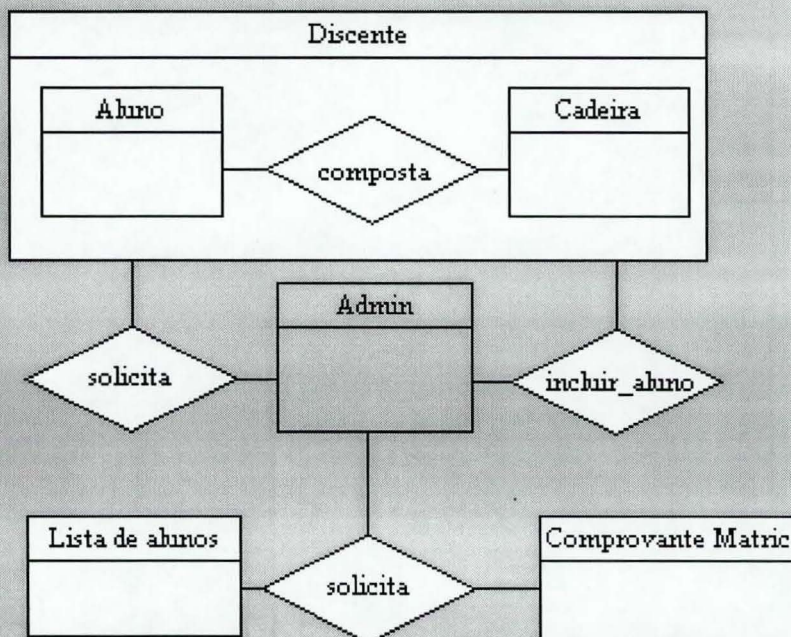 Discente
Aluno
composta
Cadeira
Admin
solicita
incluir_aluno
Lista de alunos
solicita
Comprovante Matric